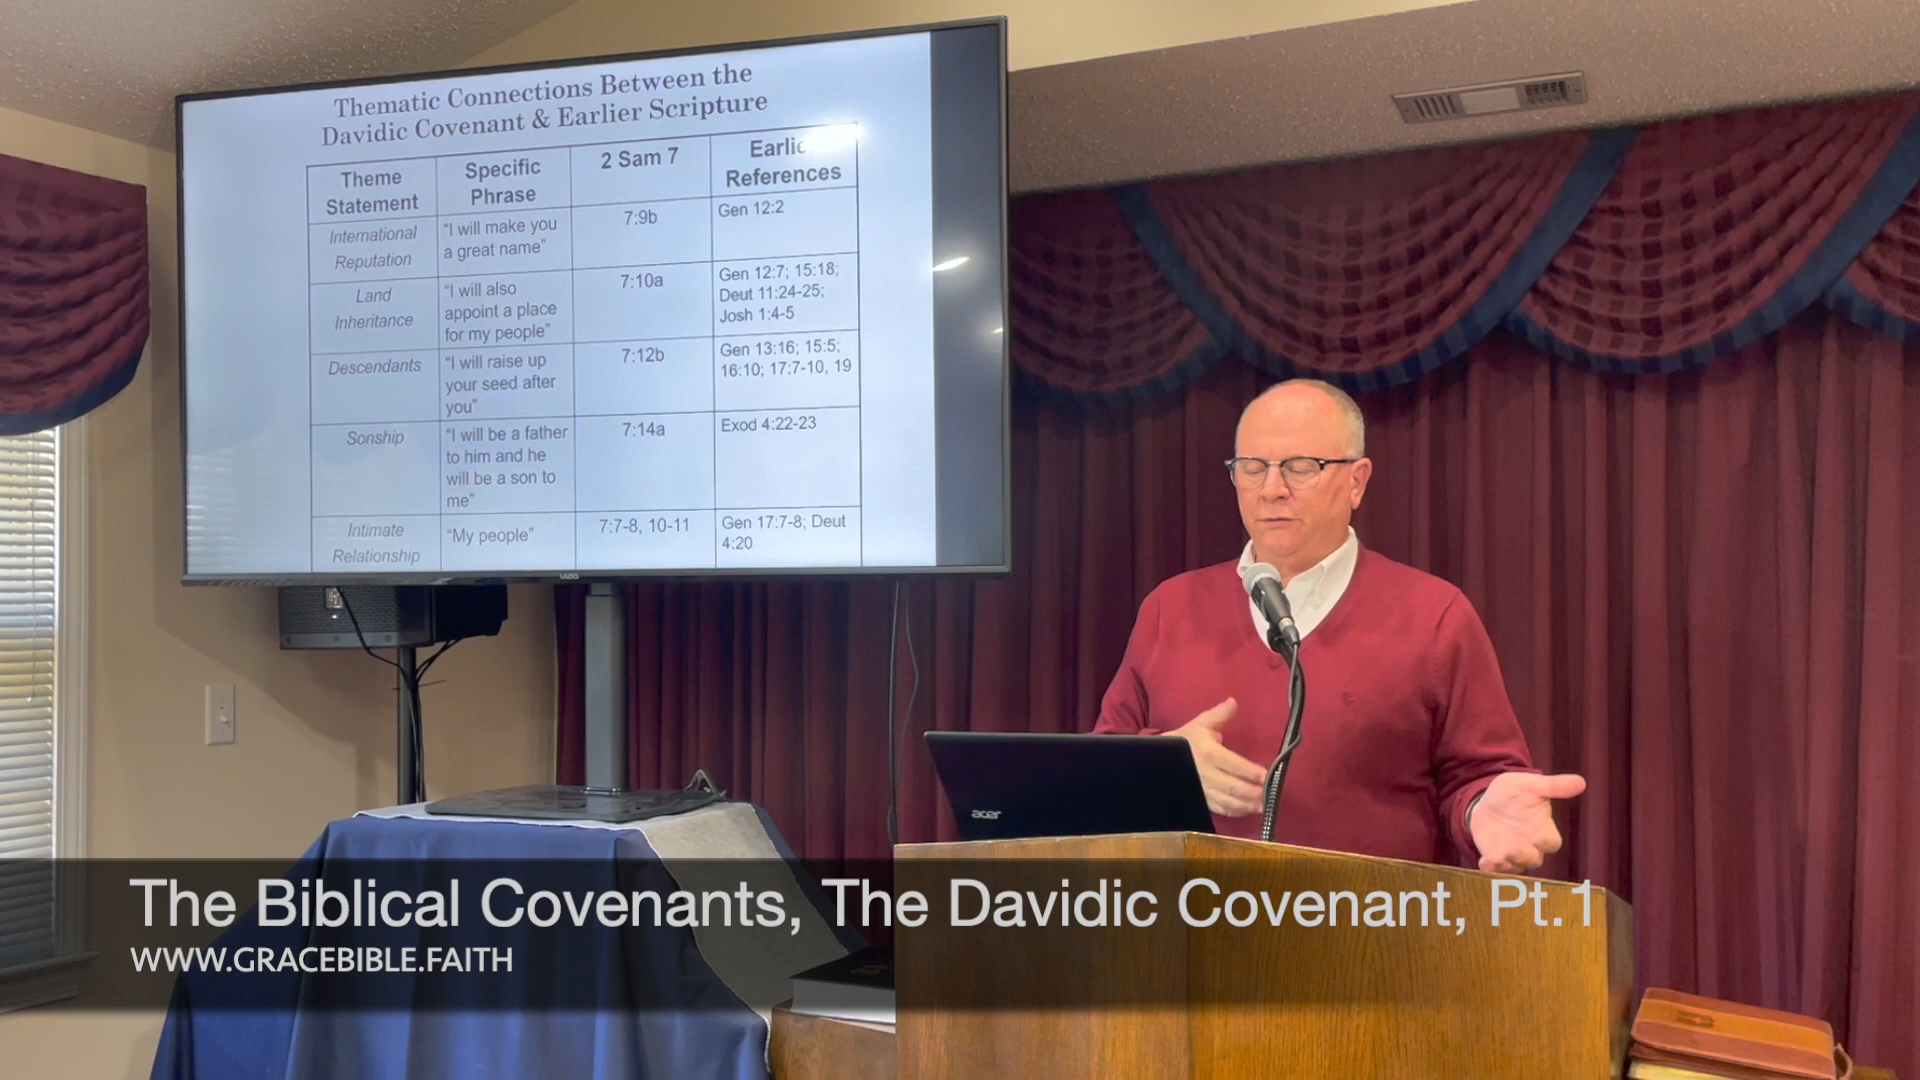 Thematic Connections Between the
Davidic Covenant & Earlier Scripture
Theme
Statement
Specific
Phrase
2 Sam 7
References
International
Reputation
"I will make you
a great name"
7:9b
Gen 12:2
Land
Inheritance
"I will also
appoint a place
for my people"
7:10a
Gen 12:7; 15:18;
Deut 11:24-25;
Josh 1:4-5
Descendants
"I will raise up
your seed after
you"
7:12b
Gen 13:16; 15:5;
16:10; 17:7-10, 19
Sonship
"I will be a father
to him and he
will be a son to
me"
7:14a
Exod 4:22-23
Intimate
Relationship
"My people"
7:7-8, 10-11
Gen 17:7-8; Deut
4:20
VIZIO
acer
The Biblical Covenants, The Davidic Covenant, Pt.1
WWW.GRACEBIBLE.FAITH